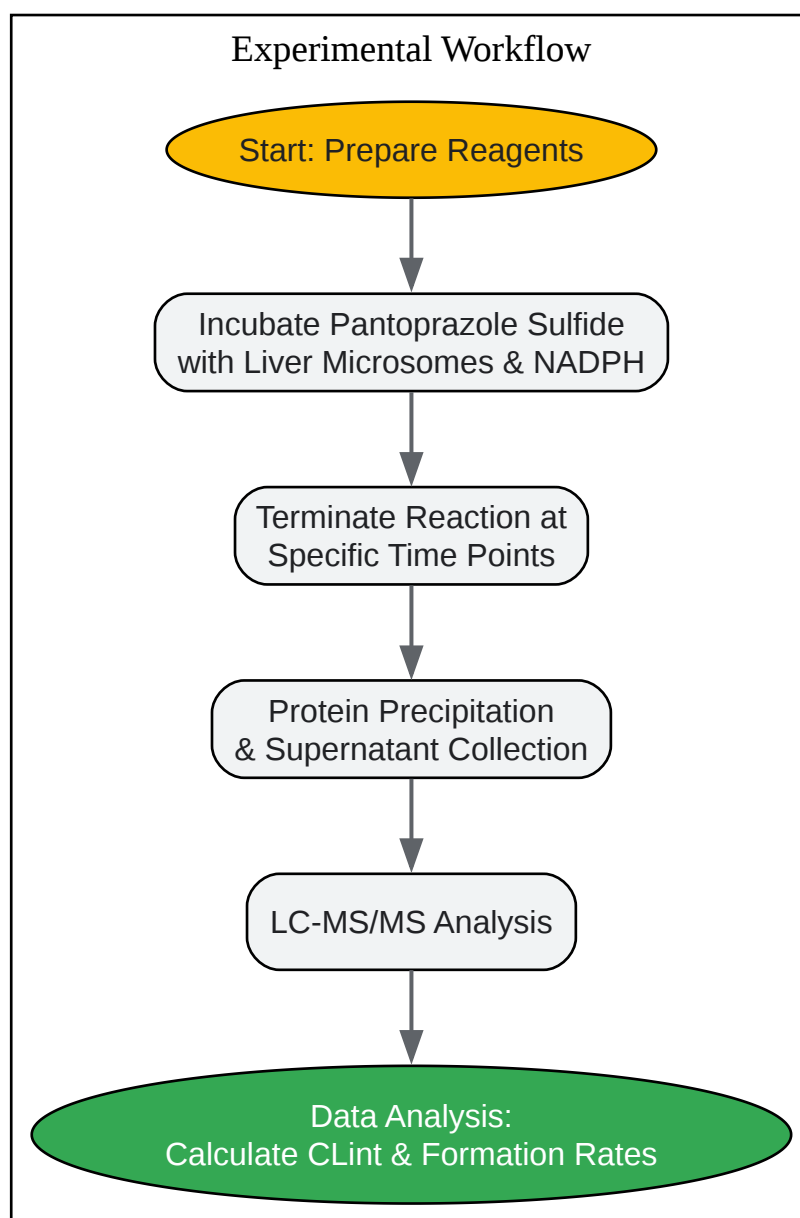 Experimental Workflow
Start: Prepare Reagents
Incubate Pantoprazole Sulfide
with Liver Microsomes & NADPH
Terminate Reaction at
Specific Time Points
Protein Precipitation
& Supernatant Collection
LC-MS/MS Analysis
Data Analysis:
Calculate CLint & Formation Rates